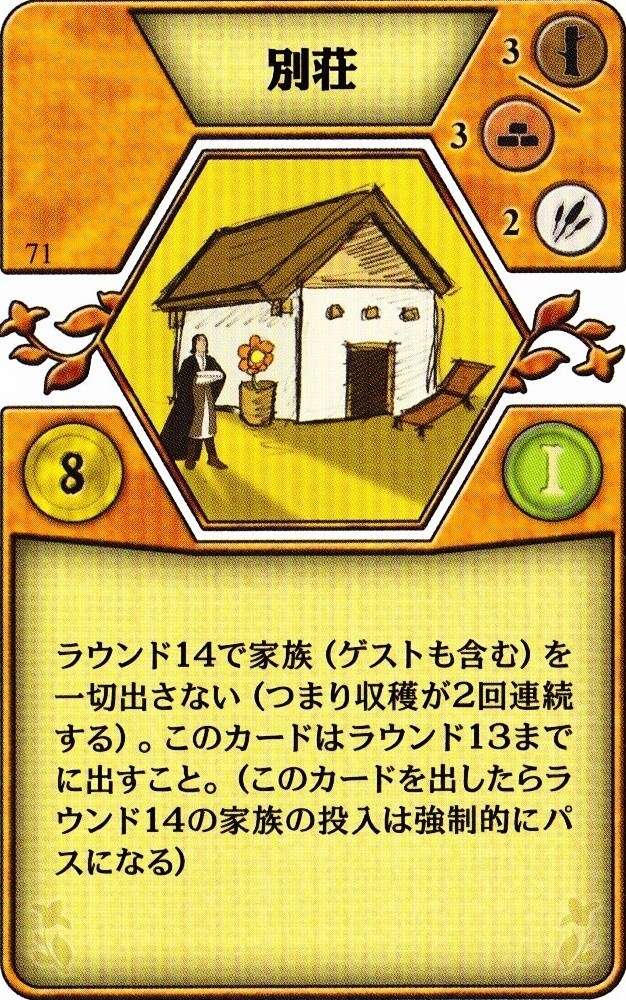 別荘
3
3
2
71
8
I
ラウンド14で家族（ゲストも含む）を
一切出さない（つまり収穫が2回連続
する）。このカードはラウンド13まで
に出すこと。（このカードを出したらラ
ウンド14の家族の投入は強制的にパ
スになる）